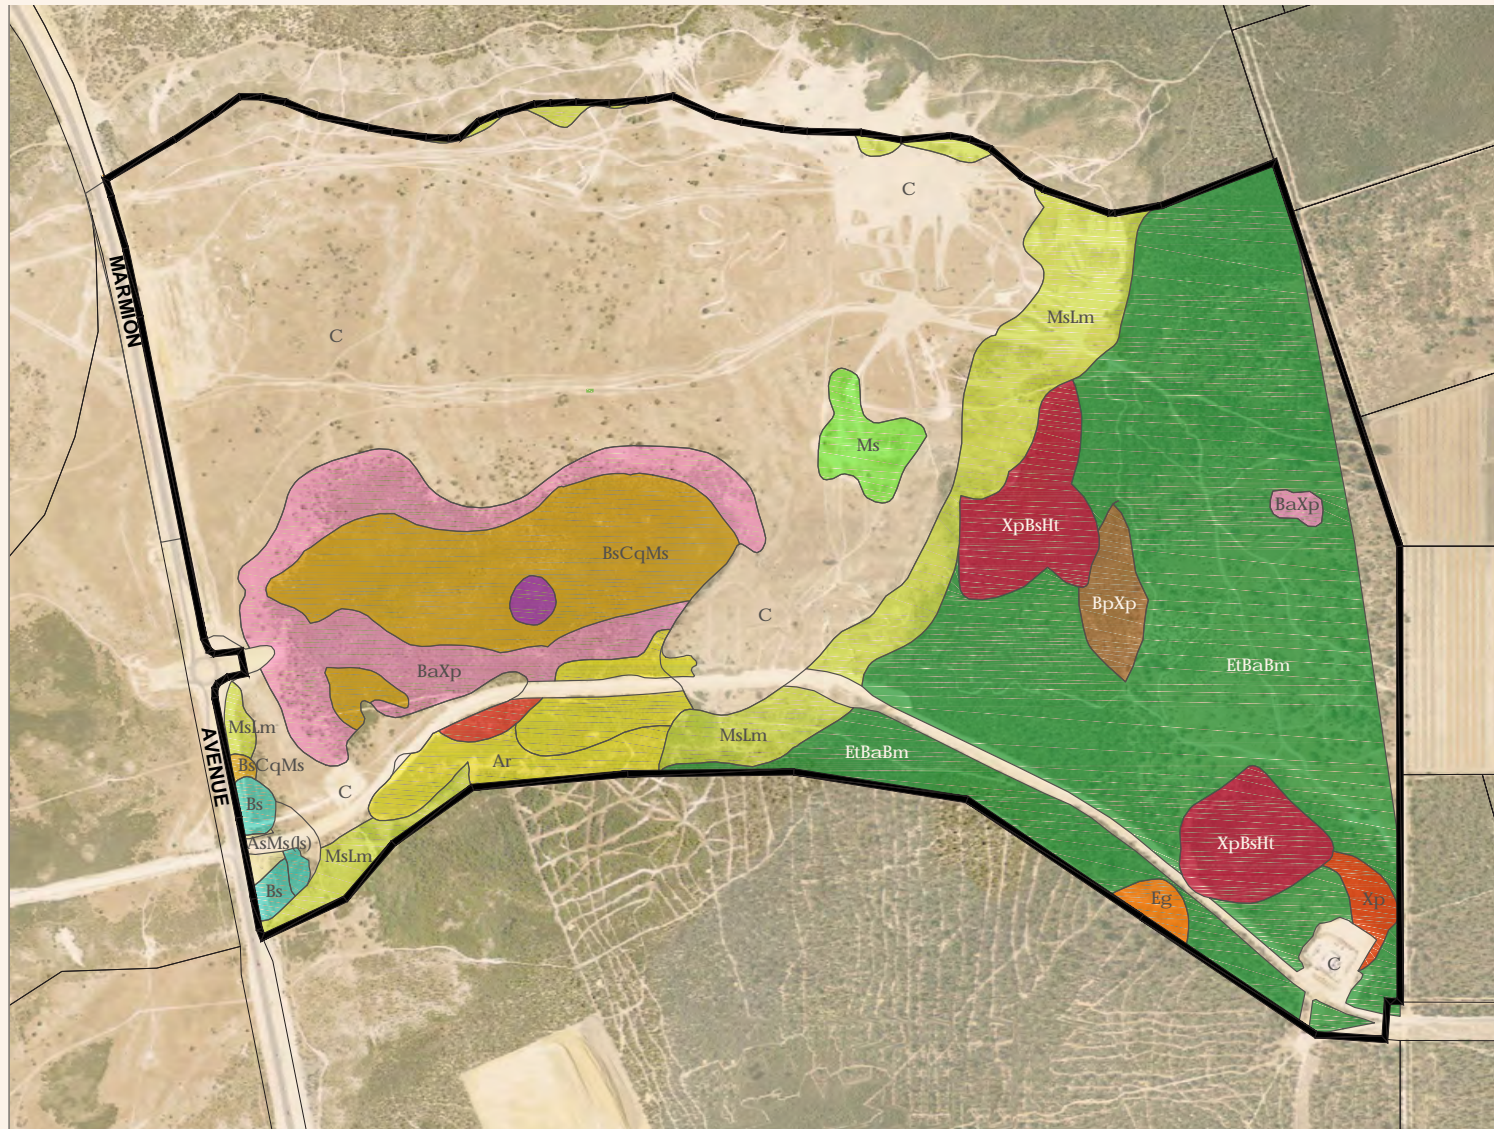 C
MARMION
C
MsLm
Ms
BaXp
XpBsHt
BsCqMs
BpXp
C
EtBaBm
BaXp
MsLm
MsLm
EtBaBm
Ar
BsCqMs
AVENUE
C
Bs
AsMs(ls)
XpBsHt
MsLm
Bs
Eg
Xp
C